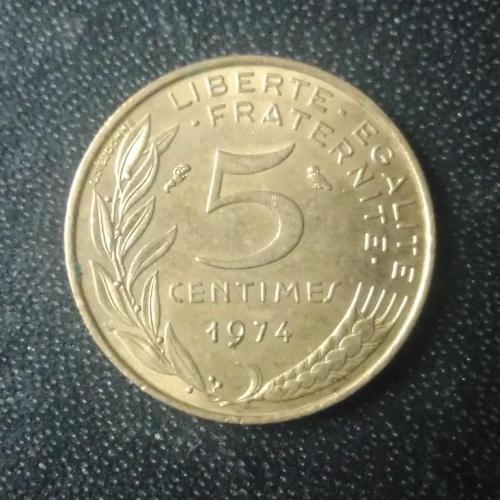 LIBERTE · EGALITE
· FRATERNITE ·
5
CENTIMES
1974